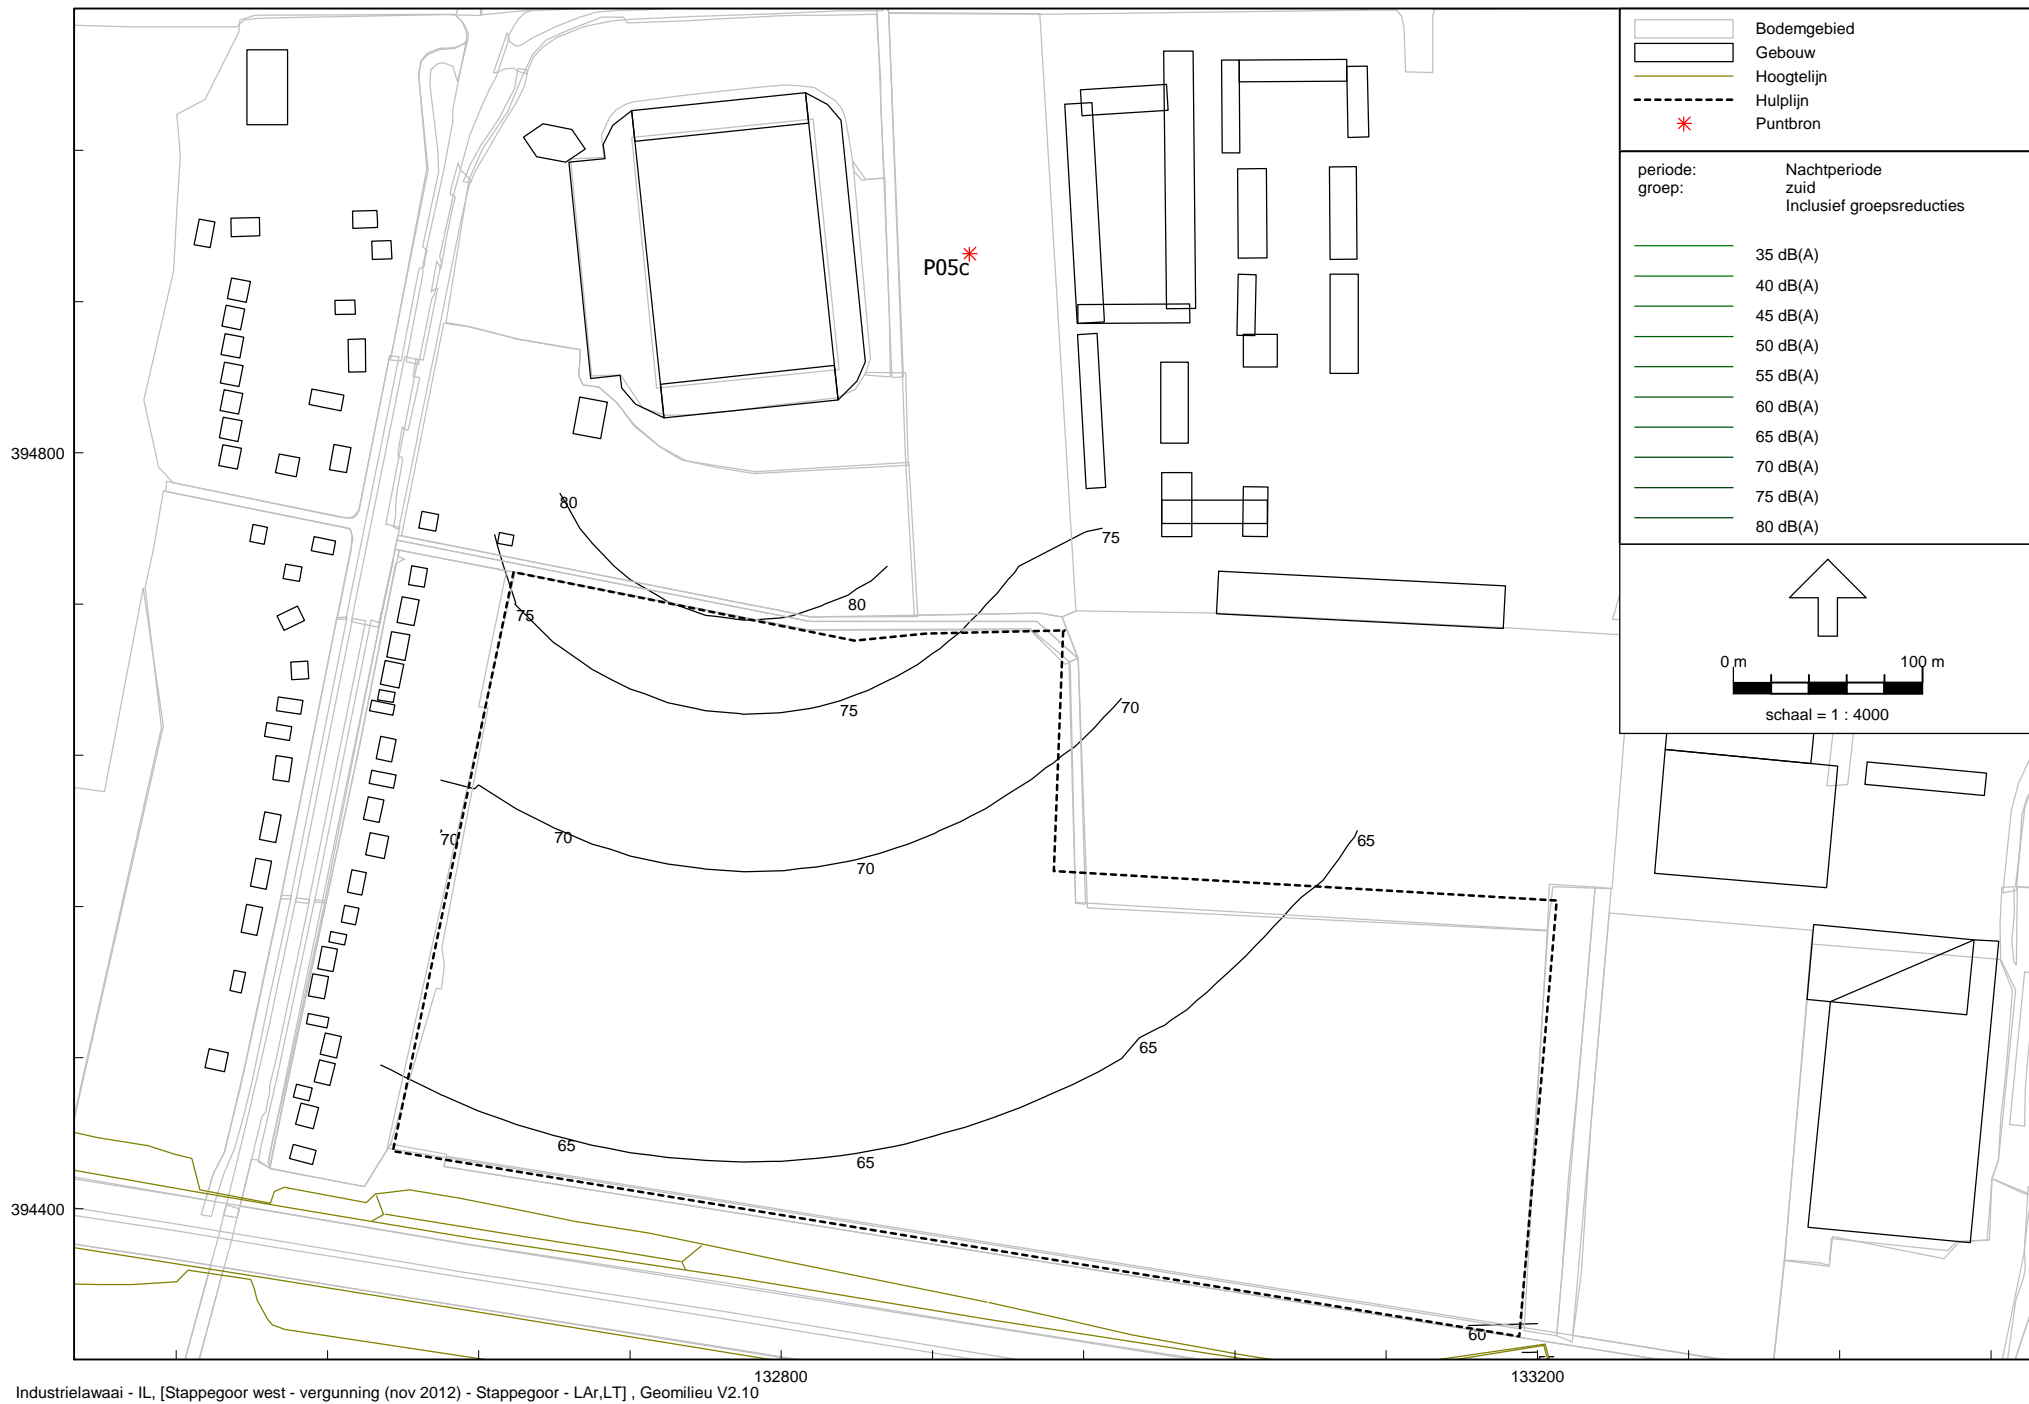 Bodemgebied
Gebouw
Hoogtelijn
Hulplijn
Puntbron
periode: Nachtperiode
groep: zuid
Inclusief groepsreducties
35 dB(A)
40 dB(A)
45 dB(A)
50 dB(A)
55 dB(A)
60 dB(A)
65 dB(A)
70 dB(A)
75 dB(A)
80 dB(A)
0 m 100 m
schaal = 1 : 4000
P05c
394800
80
75
80
75
75
70
70
70
70
65
65
65
65
394400
60
132800 133200
Industrielawaai - IL, [Stappegoor west - vergunning (nov 2012) - Stappegoor - LAr,LT] , Geomilieu V2.10